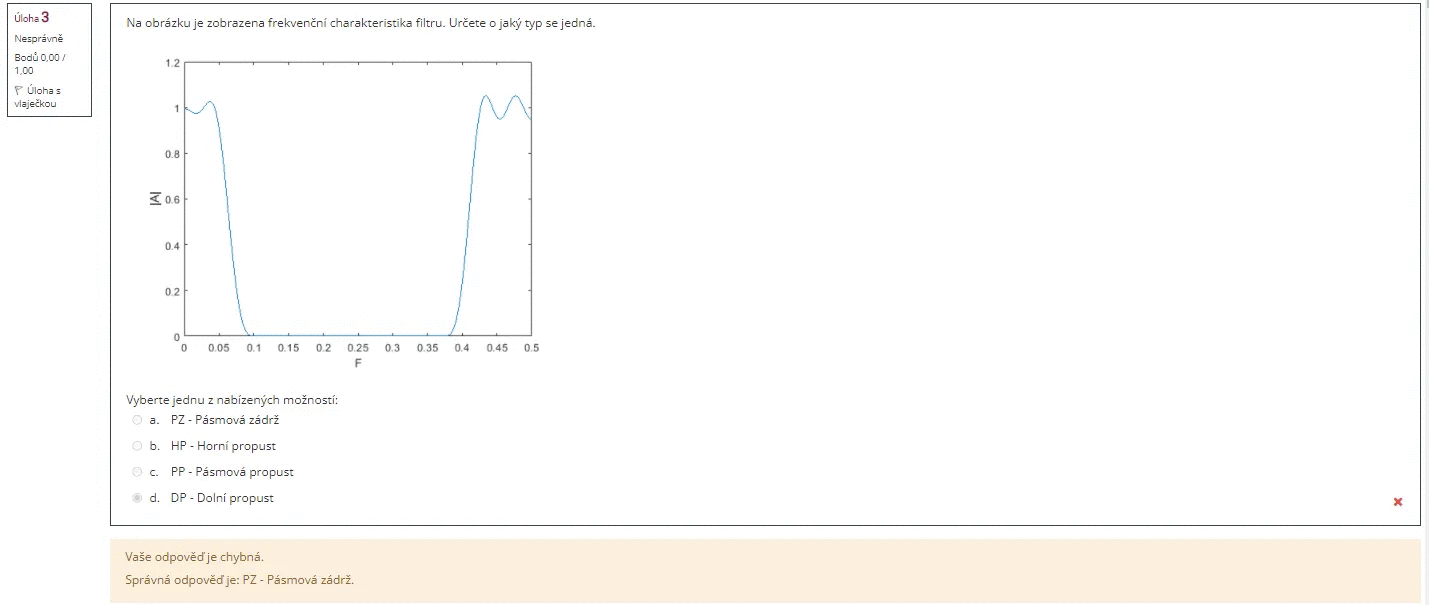 Úloha 3
Nesprávně
Bodů 0,00 /
1,00
Úloha s
vlaječkou
Na obrázku je zobrazena frekvenční charakteristika filtru. Určete o jaký typ se jedná.
1.2
1
0.8
|A|
0.6
0.4
0.2
0
0 0.05 0.1 0.15 0.2 0.25 0.3 0.35 0.4 0.45 0.5
F
Vyberte jednu z nabízených možností:
a. PZ - Pásmová zádrž
b. HP - Horní propust
c. PP - Pásmová propust
d. DP - Dolní propust
Vaše odpověď je chybná.
Správná odpověď je: PZ - Pásmová zádrž.